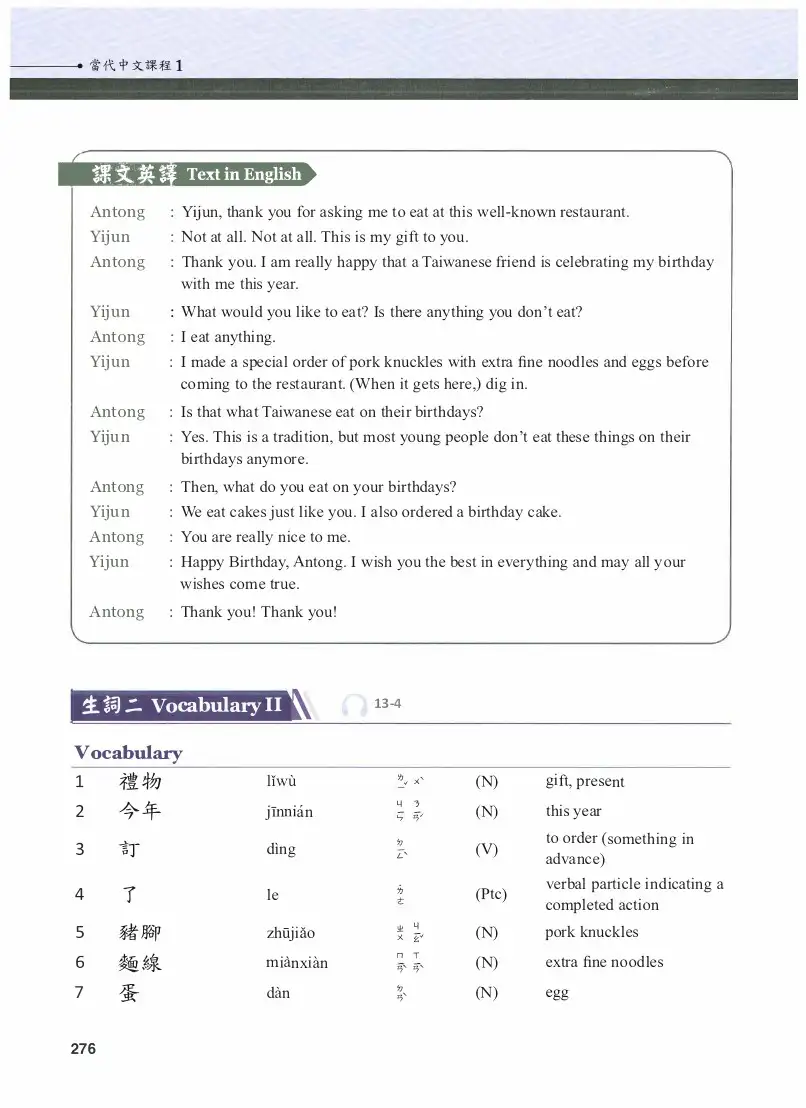 當代中文課程 1
課文英譯 Text in English
Antong : Yijun, thank you for asking me to eat at this well-known restaurant.
Yijun : Not at all. Not at all. This is my gift to you.
Antong : Thank you. I am really happy that a Taiwanese friend is celebrating my birthday
with me this year.
Yijun : What would you like to eat? Is there anything you don't eat?
Antong : I eat anything.
Yijun : I made a special order of pork knuckles with extra fine noodles and eggs before
coming to the restaurant. (When it gets here,) dig in.
Antong : Is that what Taiwanese eat on their birthdays?
Yijun : Yes. This is a tradition, but most young people don't eat these things on their
birthdays anymore.
Antong : Then, what do you eat on your birthdays?
Yijun : We eat cakes just like you. I also ordered a birthday cake.
Antong : You are really nice to me.
Yijun : Happy Birthday, Antong. I wish you the best in everything and may all your
wishes come true.
Antong : Thank you! Thank you!
生詞二 Vocabulary II 13-4
Vocabulary
1 禮物 lǐwù ㄌㄧˇ ㄨˋ (N) gift, present
2 今年 jīnnián ㄐㄧㄣ ㄋㄧㄢˊ (N) this year
3 訂 dìng ㄉㄧㄥˋ (V) to order (something in
advance)
4 了 le ˙ㄌㄜ (Ptc) verbal particle indicating a
completed action
5 豬腳 zhūjiǎo ㄓㄨ ㄐㄧㄠˇ (N) pork knuckles
6 麵線 miànxiàn ㄇㄧㄢˋ ㄒㄧㄢˋ (N) extra fine noodles
7 蛋 dàn ㄉㄢˋ (N) egg
276